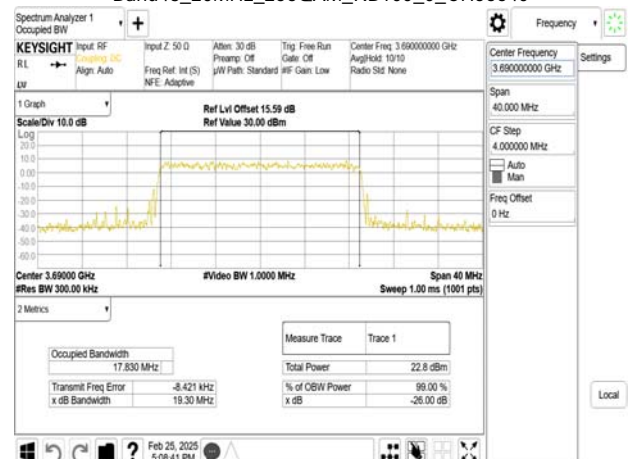 Spectrum Analyzer 1
Occupied BW
Frequency
KEYSIGHT
Input: RF
Coupling: DC
Align: Auto
Input Z: 50 Ω
Freq Ref: Int (S)
NFE: Adaptive
Atten: 30 dB
Preamp: Off
µW Path: Standard
Trig: Free Run
Gate: Off
#IF Gain: Low
Center Freq: 3.690000000 GHz
Avg|Hold: 10/10
Radio Std: None
RL
Center Frequency
3.690000000 GHz
Settings
Span
40.000 MHz
CF Step
4.000000 MHz
Auto
Man
Freq Offset
0 Hz
Local
1 Graph
Scale/Div 10.0 dB
Ref Lvl Offset 15.59 dB
Ref Value 30.00 dBm
Log
20.0
10.0
0.00
-10.0
-20.0
-30.0
-40.0
-50.0
-60.0
Center 3.69000 GHz
#Video BW 1.0000 MHz
Span 40 MHz
#Res BW 300.00 kHz
Sweep 1.00 ms (1001 pts)
2 Metrics
Measure Trace
Trace 1
Occupied Bandwidth
17.830 MHz
Total Power
22.8 dBm
Transmit Freq Error
-8.421 kHz
% of OBW Power
99.00 %
x dB Bandwidth
19.30 MHz
x dB
-26.00 dB
Feb 25, 2025
5:08:41 PM